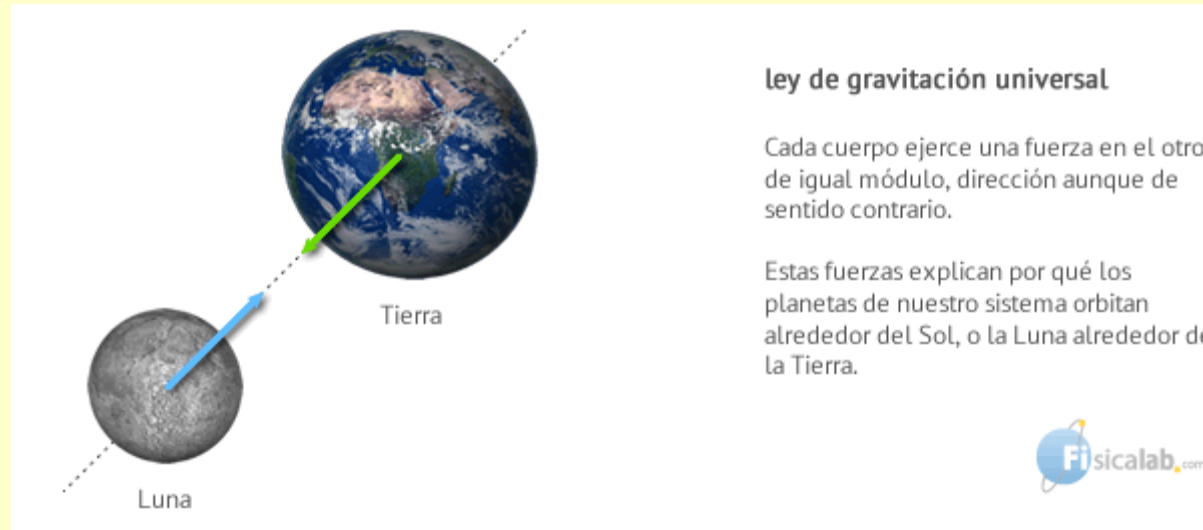 ley de gravitación universal
Cada cuerpo ejerce una fuerza en el otro
de igual módulo, dirección aunque de
sentido contrario.
Estas fuerzas explican por qué los
planetas de nuestro sistema orbitan
alrededor del Sol, o la Luna alrededor de
la Tierra.
Tierra
Luna
Fisicalab.com